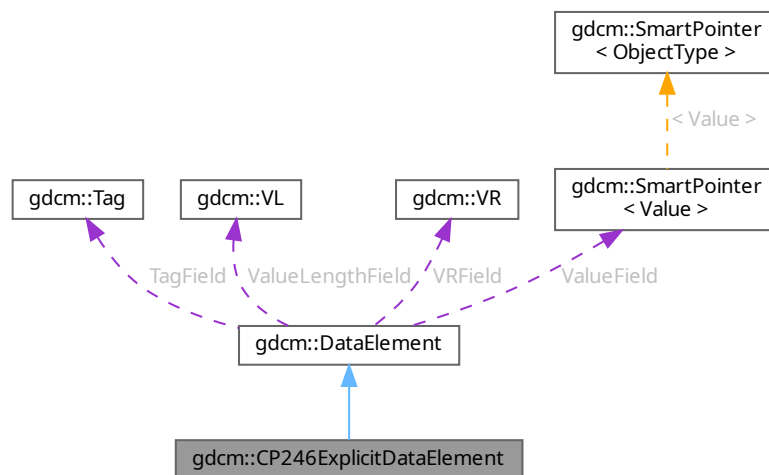 gdcm::SmartPointer
< ObjectType >
< Value >
gdcm::Tag
gdcm::VL
gdcm::VR
gdcm::SmartPointer
< Value >
TagField
ValueLengthField
VRField
ValueField
gdcm::DataElement
gdcm::CP246ExplicitDataElement